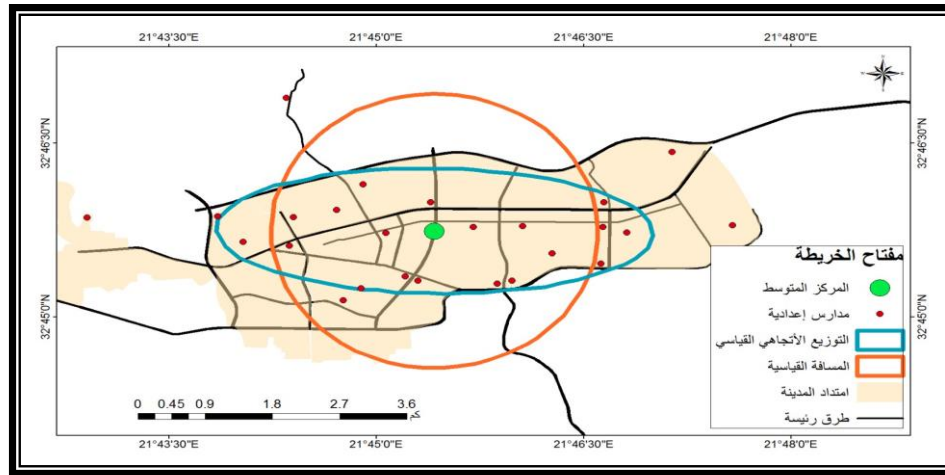 21°43'30"E 21°45'0"E 21°46'30"E 21°48'0"E
32°46'30"N 32°46'30"N
32°45'0"N 32°45'0"N
مفتاح الخريطة
المركز المتوسط
مدارس إعدادية
التوزيع الأتجاهي القياسي
المسافة القياسية
امتداد المدينة
طرق رئيسة
0 0.45 0.9 1.8 2.7 3.6
كم
21°43'30"E 21°45'0"E 21°46'30"E 21°48'0"E